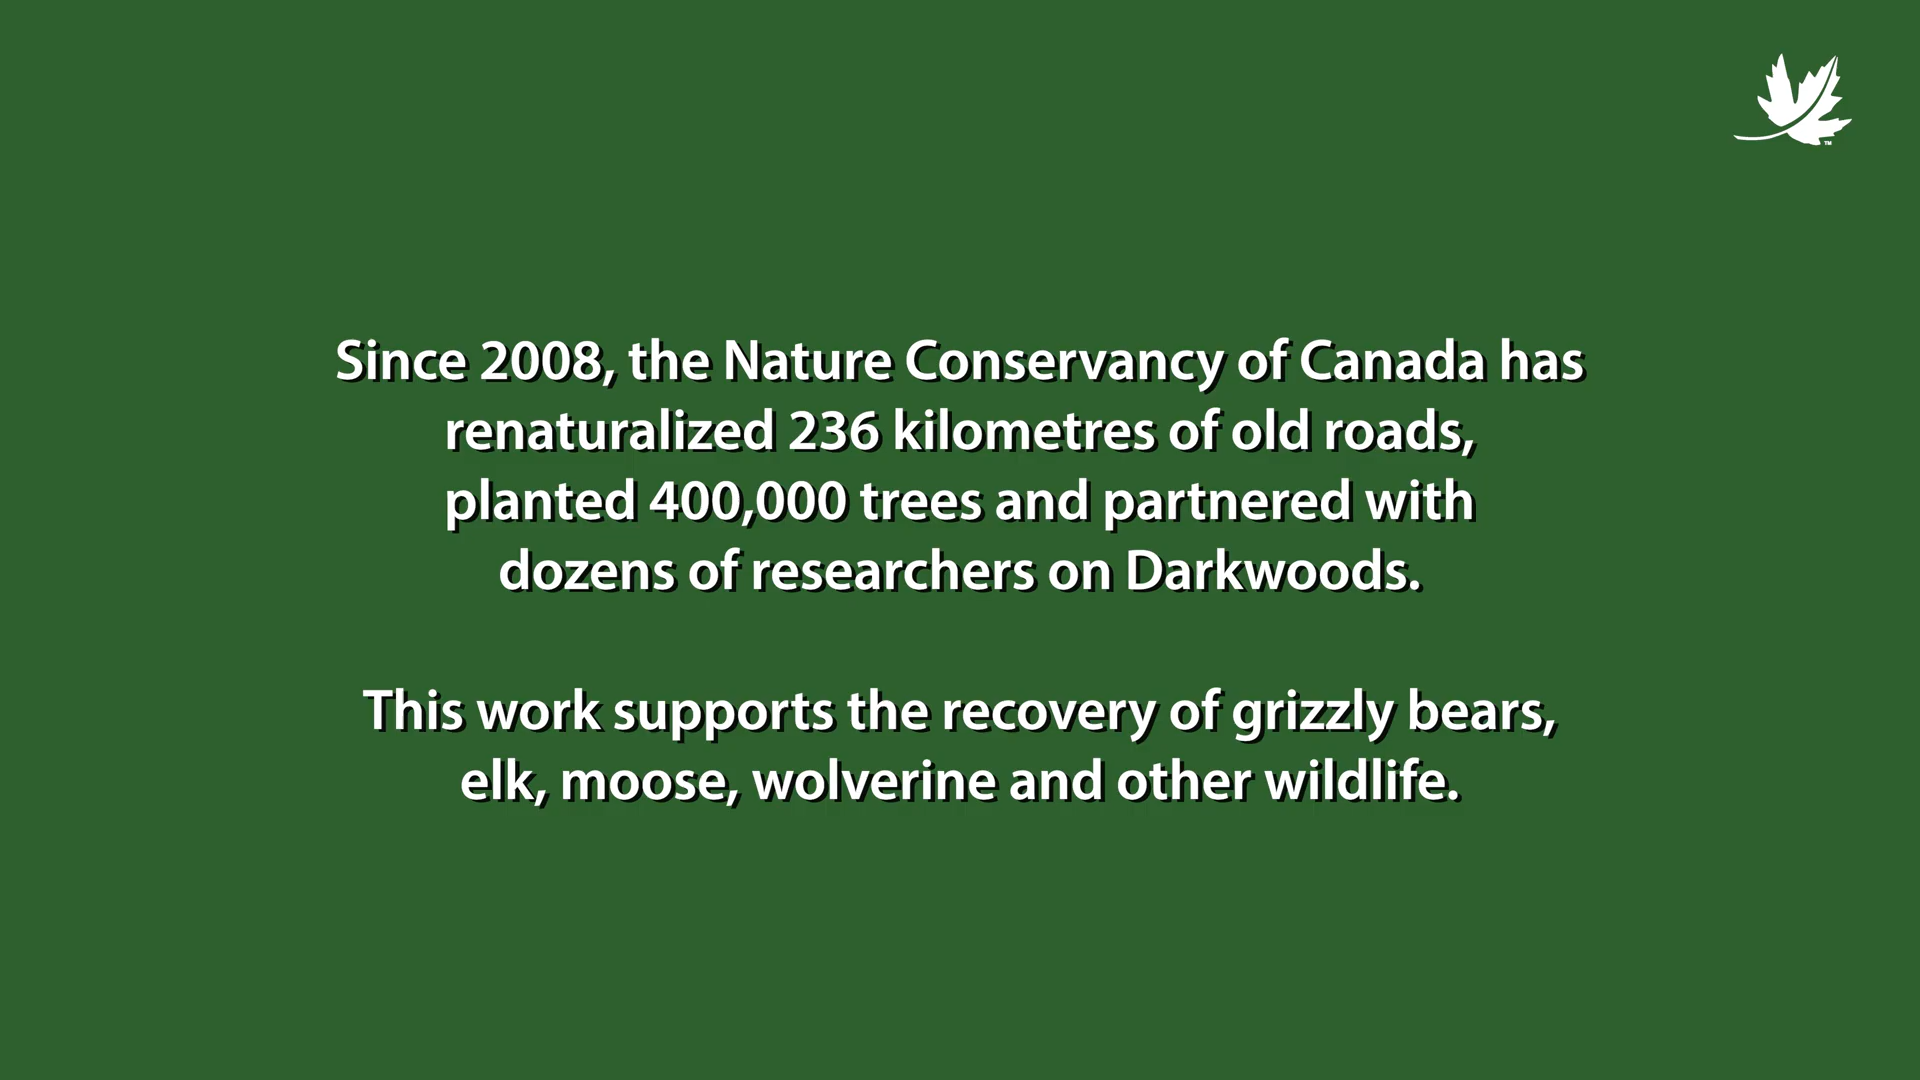 Since 2008, the Nature Conservancy of Canada has
renaturalized 236 kilometres of old roads,
planted 400,000 trees and partnered with
dozens of researchers on Darkwoods.
This work supports the recovery of grizzly bears,
elk, moose, wolverine and other wildlife.
TM